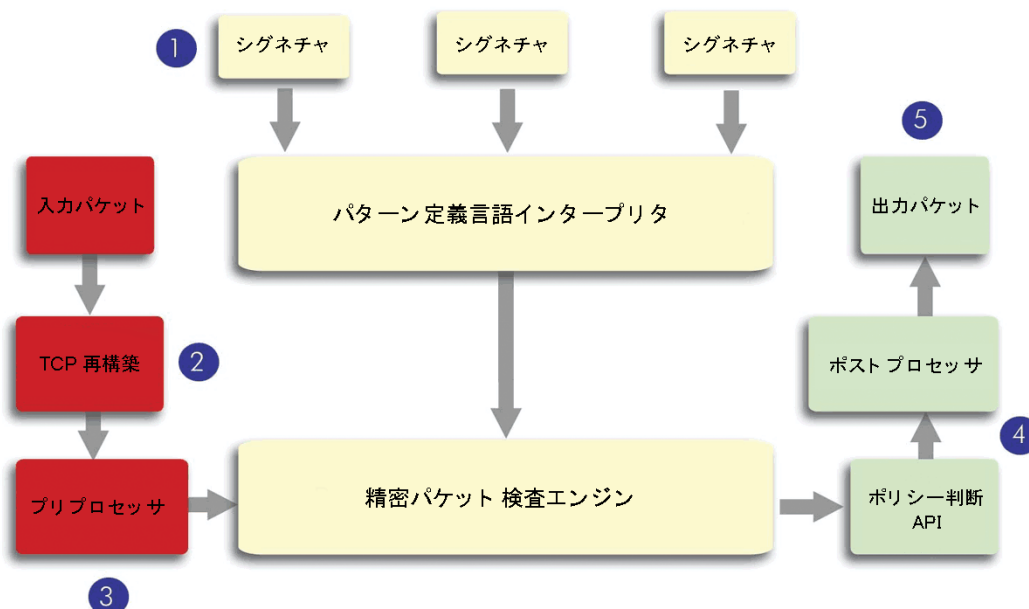 1
シグネチャ
シグネチャ
シグネチャ
5
入力パケット
パターン定義言語インタープリタ
出力パケット
TCP 再構築
2
ポストプロセッサ
4
プリプロセッサ
精密パケット検査エンジン
ポリシー判断
API
3